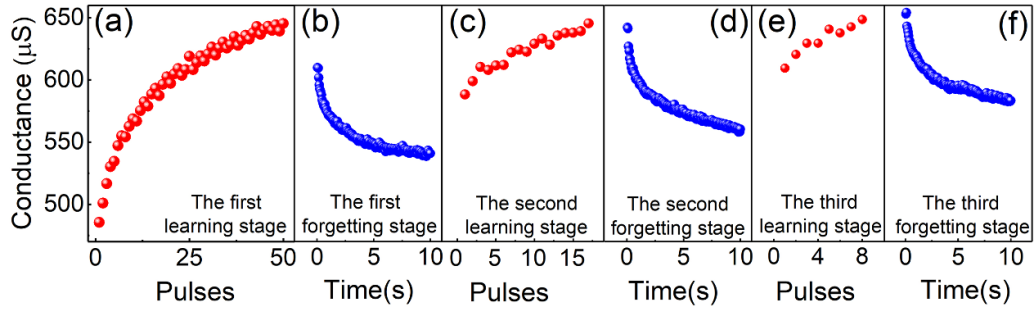 Conductance (μS)
650
600
550
500
(a)
The first
learning stage
0 25 50
Pulses
(b)
The first
forgetting stage
0 5 10
Time(s)
(c)
The second
learning stage
0 5 10 15
Pulses
(d)
The second
forgetting stage
0 5 10
Time(s)
(e)
The third
learning stage
0 4 8
Pulses
(f)
The third
forgetting stage
0 5 10
Time(s)